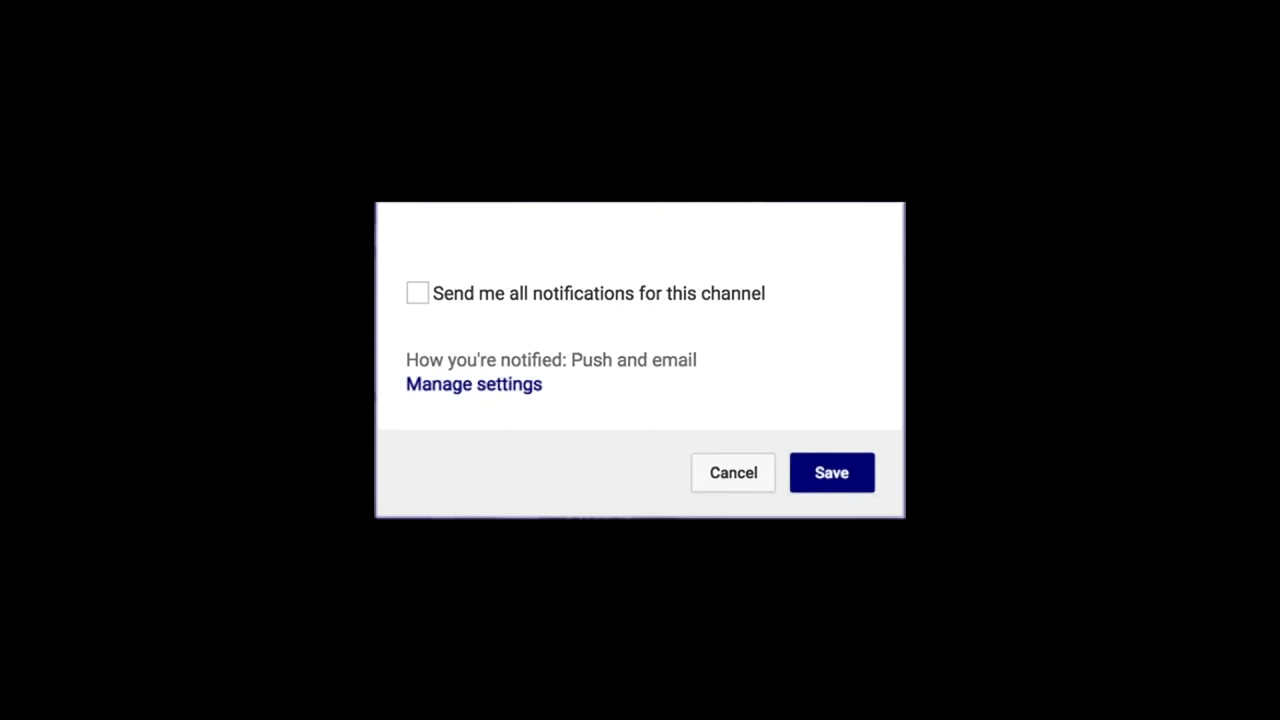 Send me all notifications for this channel
How you're notified: Push and email
Manage settings
Cancel
Save